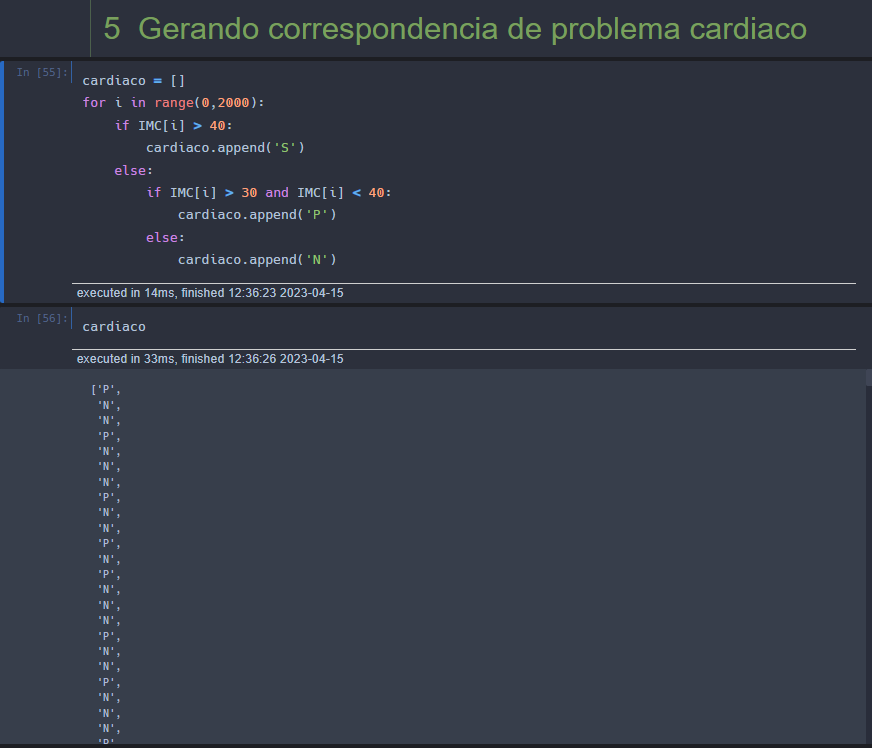 5 Gerando correspondencia de problema cardiaco
In [55]:
cardiaco = []
for i in range(0,2000):
    if IMC[i] > 40:
        cardiaco.append('S')
    else:
        if IMC[i] > 30 and IMC[i] < 40:
            cardiaco.append('P')
        else:
            cardiaco.append('N')
executed in 14ms, finished 12:36:23 2023-04-15
In [56]:
cardiaco
executed in 33ms, finished 12:36:26 2023-04-15
['P',
'N',
'N',
'P',
'N',
'N',
'N',
'P',
'N',
'N',
'P',
'N',
'P',
'N',
'N',
'N',
'P',
'N',
'N',
'P',
'N',
'N',
'N',